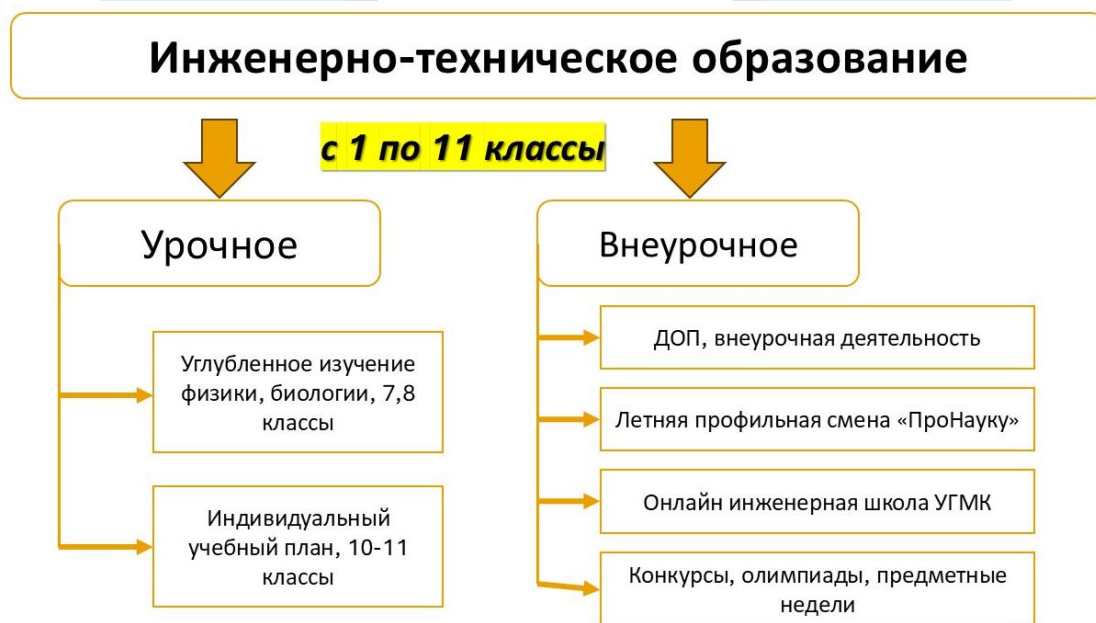 Инженерно-техническое образование
с 1 по 11 классы
Урочное
Углубленное изучение
физики, биологии, 7,8
классы
Индивидуальный
учебный план, 10-11
классы
Внеурочное
ДОП, внеурочная деятельность
Летняя профильная смена «ПроНауку»
Онлайн инженерная школа УГМК
Конкурсы, олимпиады, предметные
недели